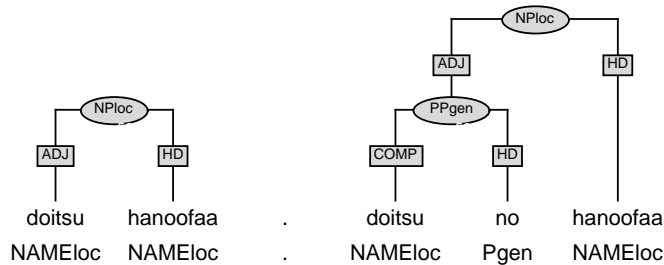 NPloc
ADJ HD
NPloc PPgen
ADJ HD COMP HD
doitsu hanoofaa . doitsu no hanoofaa
NAMEloc NAMEloc . NAMEloc Pgen NAMEloc